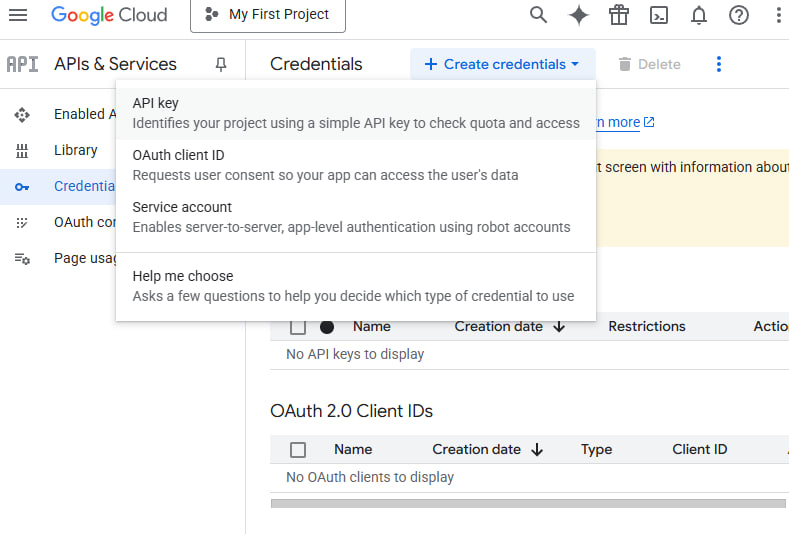 Google Cloud
My First Project
API
APIs & Services
Credentials
Create credentials
Delete
Enabled A
Library
Credentia
OAuth cor
Page usag
API key
Identifies your project using a simple API key to check quota and access
OAuth client ID
Requests user consent so your app can access the user's data
Service account
Enables server-to-server, app-level authentication using robot accounts
Help me choose
Asks a few questions to help you decide which type of credential to use
rn more
t screen with information about
Name Creation date Restrictions Actio
No API keys to display
OAuth 2.0 Client IDs
Name Creation date Type Client ID
No OAuth clients to display